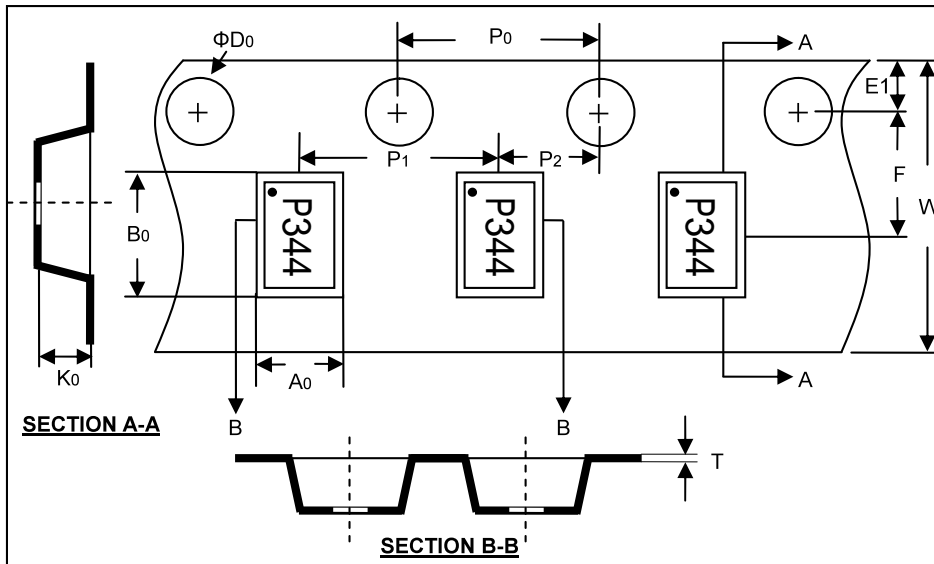 ΦD0
P0
A
E1
P1
P2
F
W
B0
P344
P344
P344
K0
A0
A
SECTION A-A
B
B
T
SECTION B-B